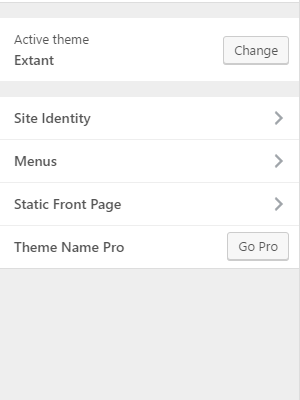 Active theme
Extant
Change
Site Identity
Menus
Static Front Page
Theme Name Pro
Go Pro